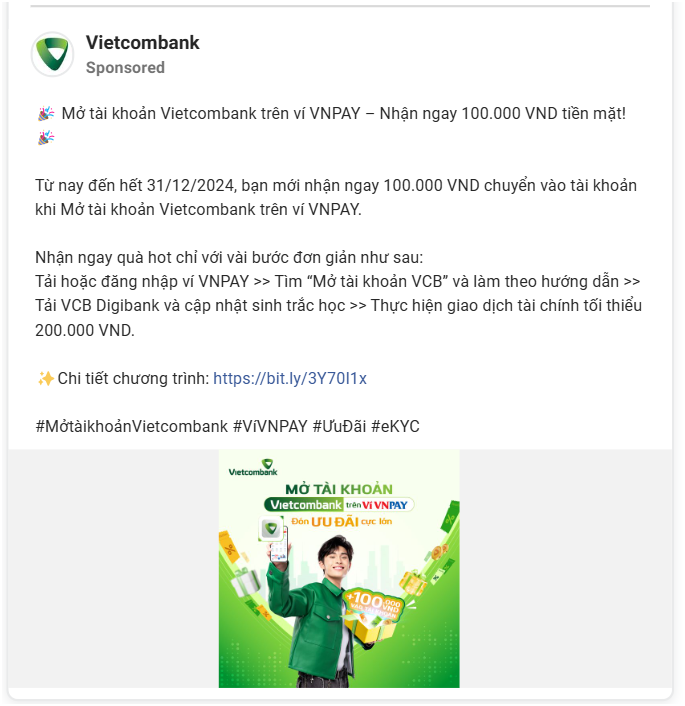 Vietcombank
Sponsored
🎉 Mở tài khoản Vietcombank trên ví VNPAY – Nhận ngay 100.000 VND tiền mặt!
🎉
Từ nay đến hết 31/12/2024, bạn mới nhận ngay 100.000 VND chuyển vào tài khoản
khi Mở tài khoản Vietcombank trên ví VNPAY.
Nhận ngay quà hot chỉ với vài bước đơn giản như sau:
Tải hoặc đăng nhập ví VNPAY >> Tìm “Mở tài khoản VCB” và làm theo hướng dẫn >>
Tải VCB Digibank và cập nhật sinh trắc học >> Thực hiện giao dịch tài chính tối thiểu
200.000 VND.
✨Chi tiết chương trình: https://bit.ly/3Y70l1x
#MởtàikhoảnVietcombank #VíVNPAY #ƯuĐãi #eKYC
Vietcombank
MỞ TÀI KHOẢN
Vietcombank trên Ví VNPAY
Đón ƯU ĐÃI cực lớn
+100.000
VND